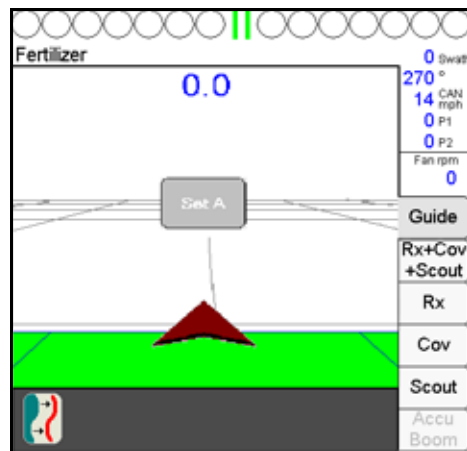 Fertilizer
0.0
0 Swath
270 °
14 CAN mph
0 P1
0 P2
Fan rpm
0
Set A
Guide
Rx+Cov
+Scout
Rx
Cov
Scout
Accu
Boom